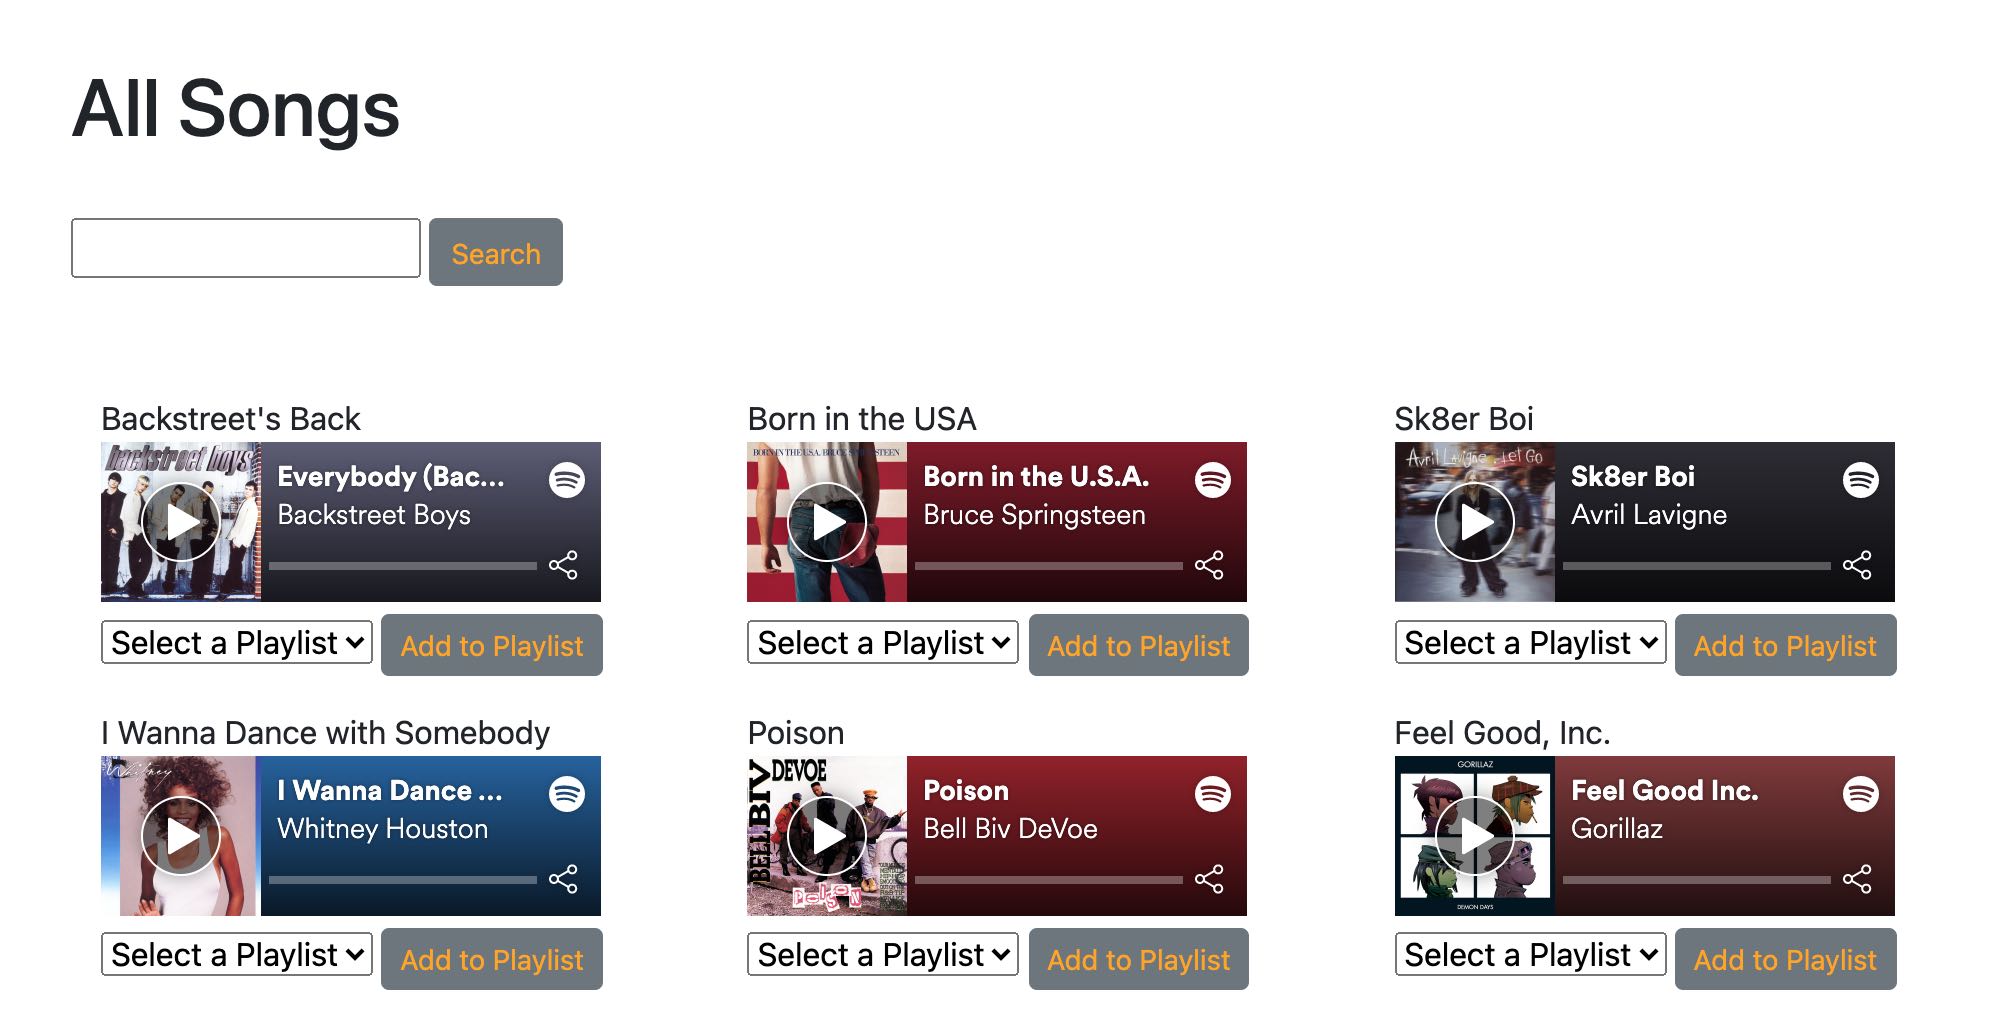 All Songs
Search
Backstreet's Back
backstreet boys
Everybody (Bac...
Backstreet Boys
Select a Playlist
Add to Playlist
Born in the USA
BORN IN THE U.S.A. BRUCE SPRINGSTEEN
Born in the U.S.A.
Bruce Springsteen
Select a Playlist
Add to Playlist
Sk8er Boi
Avril Lavigne. Let Go
Sk8er Boi
Avril Lavigne
Select a Playlist
Add to Playlist
I Wanna Dance with Somebody
Whitney
I Wanna Dance ...
Whitney Houston
Select a Playlist
Add to Playlist
Poison
BELL BIV
DEVOE
Poison
Poison
Bell Biv DeVoe
Select a Playlist
Add to Playlist
Feel Good, Inc.
GORILLAZ
DEMON DAYS
Feel Good Inc.
Gorillaz
Select a Playlist
Add to Playlist